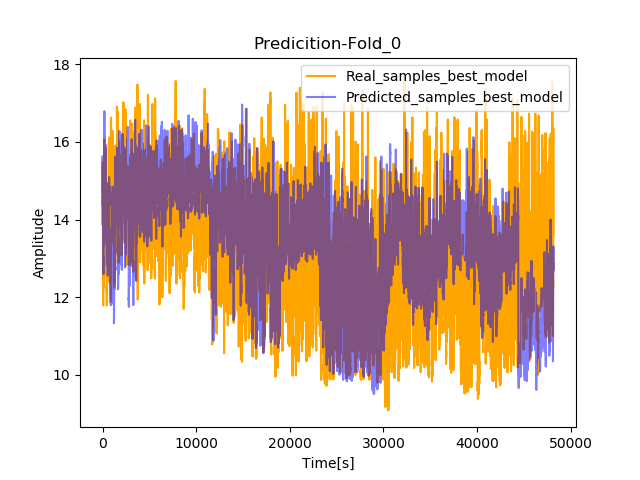 Predicition-Fold_0
18
16
14
12
10
Amplitude
Real_samples_best_model
Predicted_samples_best_model
0
10000
20000
30000
40000
50000
Time[s]